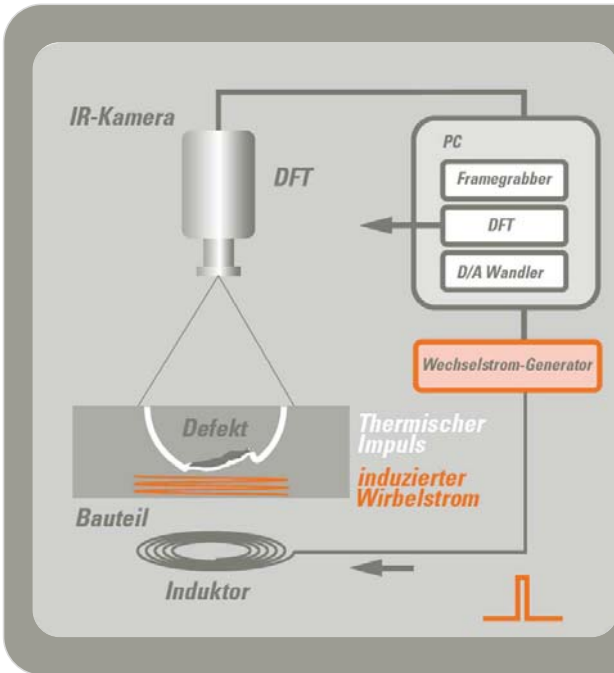 IR-Kamera
DFT
PC
Framegrabber
DFT
D/A Wandler
Wechselstrom-Generator
Defekt
Thermischer
Impuls
induzierter
Wirbelstrom
Bauteil
Induktor